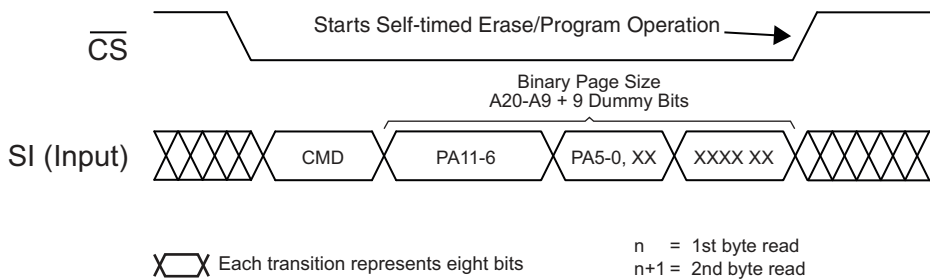 Starts Self-timed Erase/Program Operation
CS
Binary Page Size
A20-A9 + 9 Dummy Bits
SI (Input)
CMD
PA11-6
PA5-0, XX
XXXX XX
Each transition represents eight bits
n = 1st byte read
n+1 = 2nd byte read